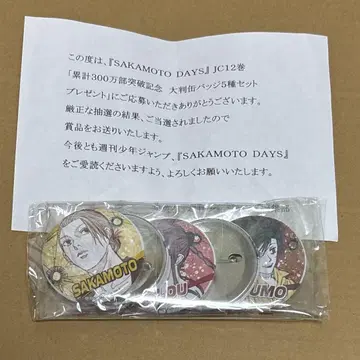 この度は、『SAKAMOTO DAYS』JC12巻
「累計300万部突破記念　大判缶バッジ5種セット
プレゼント」にご応募いただきありがとうございます。
厳正な抽選の結果、ご当選されましたので
賞品をお送りいたします。
今後とも週刊少年ジャンプ、『SAKAMOTO DAYS』
をご愛読くださいますよう、よろしくお願いいたします。
SAKAMOTO
OU
UMO